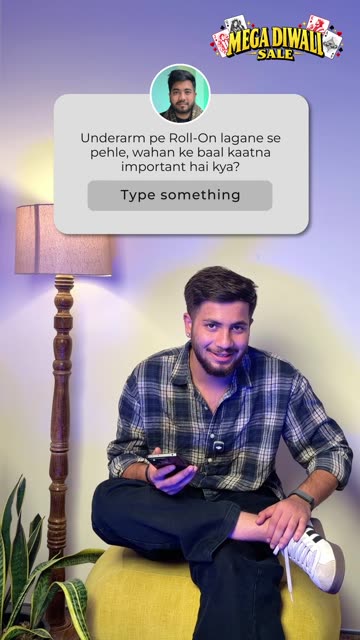 MEGA DIWALI
SALE
Underarm pe Roll-On lagane se
pehle, wahan ke baal kaatna
important hai kya?
Type something